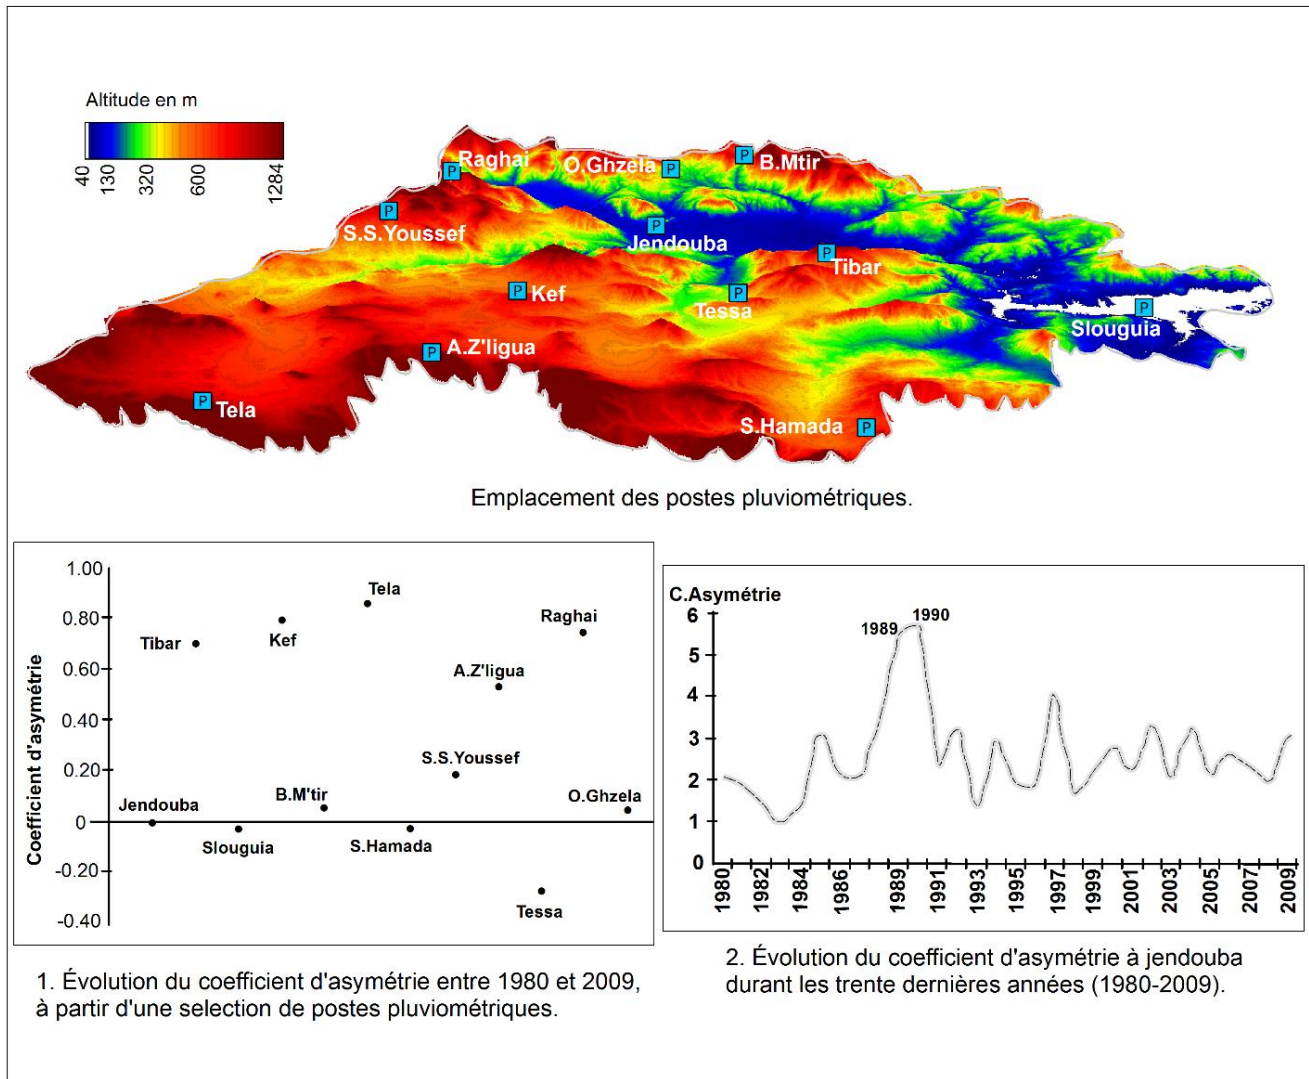 Altitude en m
40 130 320 600 1284
Raghai
O.Ghzela
P
P
P
B.Mtir
P
S.S.Youssef
P
Jendouba
P
Tibar
P
Kef
P
Tessa
P
Slouguia
P
A.Z'ligua
P
Tela
S.Hamada
P
Emplacement des postes pluviométriques.
Coefficient d'asymétrie
1.00
0.80
0.60
0.40
0.20
0
-0.20
-0.40
Tela
Tibar
Kef
Raghai
A.Z'ligua
S.S.Youssef
Jendouba
B.M'tir
O.Ghzela
Slouguia
S.Hamada
Tessa
1. Évolution du coefficient d'asymétrie entre 1980 et 2009,
à partir d'une selection de postes pluviométriques.
C.Asymétrie
6
5
4
3
2
1
0
1989
1990
1980 1982 1984 1986 1989 1991 1993 1995 1997 1999 2001 2003 2005 2007 2009
2. Évolution du coefficient d'asymétrie à jendouba
durant les trente dernières années (1980-2009).